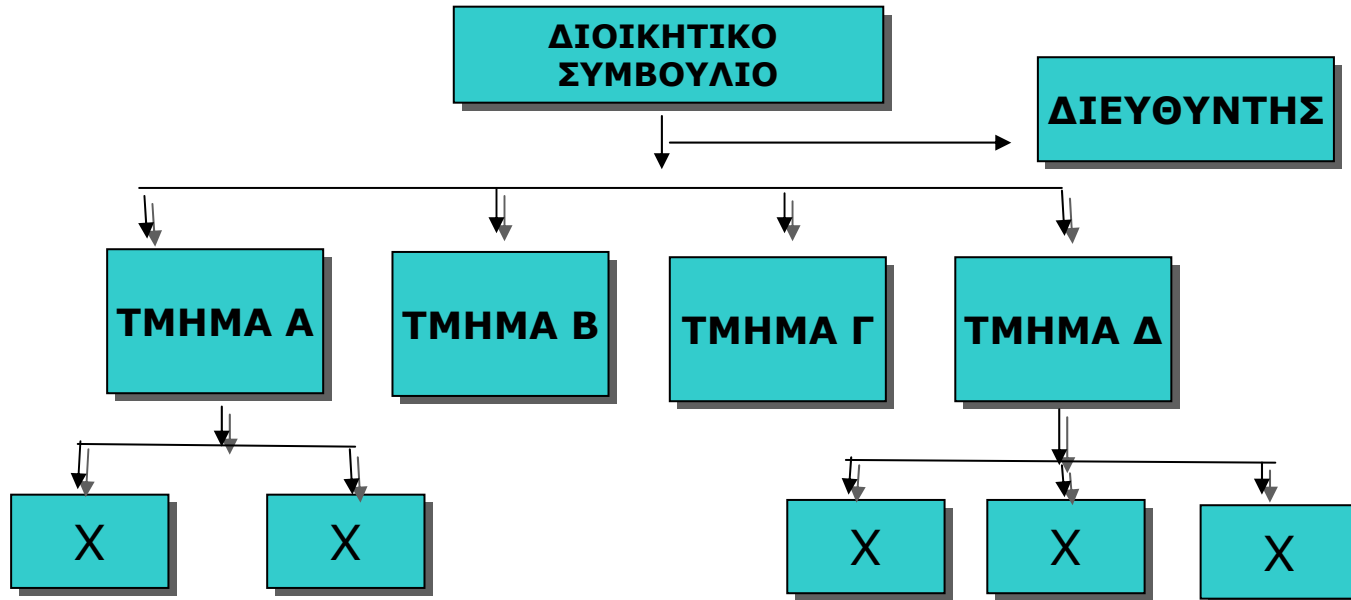 ΔΙΟΙΚΗΤΙΚΟ
ΣΥΜΒΟΥΛΙΟ
ΔΙΕΥΘΥΝΤΗΣ
ΤΜΗΜΑ Α
ΤΜΗΜΑ Β
ΤΜΗΜΑ Γ
ΤΜΗΜΑ Δ
Χ
Χ
Χ
Χ
Χ